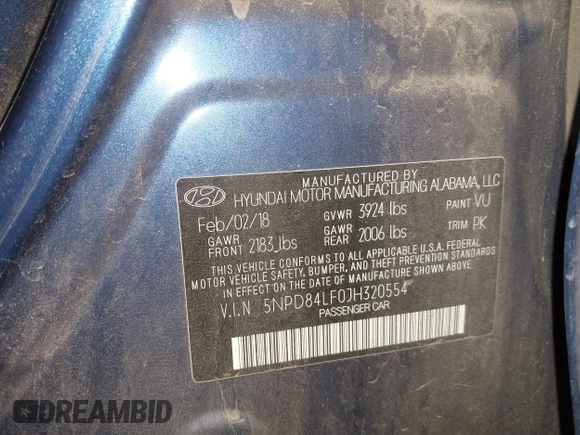 MANUFACTURED BY
HYUNDAI MOTOR MANUFACTURING ALABAMA, LLC
Feb/02/18 GVWR 3924 lbs PAINT VU
GAWR FRONT 2183 lbs GAWR REAR 2006 lbs TRIM PK
THIS VEHICLE CONFORMS TO ALL APPLICABLE U.S.A. FEDERAL
MOTOR VEHICLE SAFETY, BUMPER, AND THEFT PREVENTION STANDARDS
IN EFFECT ON THE DATE OF MANUFACTURE SHOWN ABOVE.
V.I.N 5NPD84LF0JH320554
PASSENGER CAR
DREAMBID